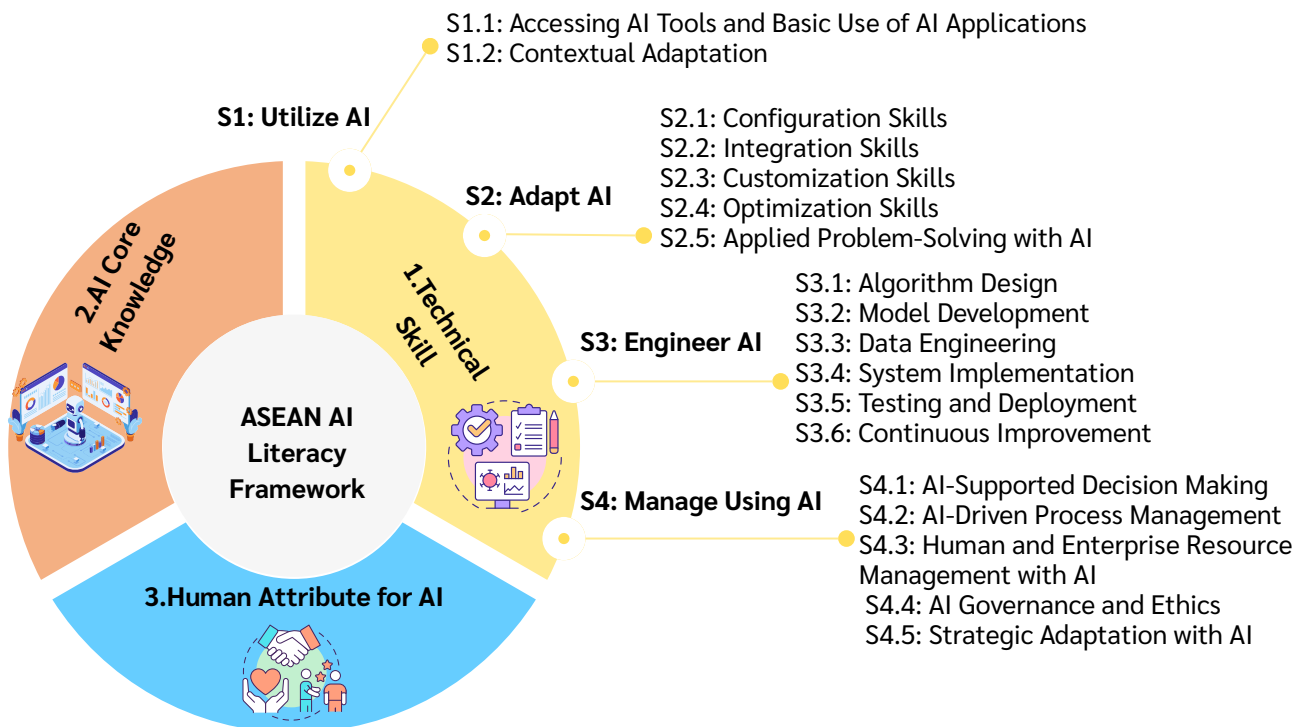 S1.1: Accessing AI Tools and Basic Use of AI Applications
S1.2: Contextual Adaptation
S1: Utilize AI
S2.1: Configuration Skills
S2.2: Integration Skills
S2.3: Customization Skills
S2.4: Optimization Skills
S2.5: Applied Problem-Solving with AI
S2: Adapt AI
2.AI Core
Knowledge
1.Technical
Skill
S3.1: Algorithm Design
S3.2: Model Development
S3.3: Data Engineering
S3.4: System Implementation
S3.5: Testing and Deployment
S3.6: Continuous Improvement
S3: Engineer AI
ASEAN AI
Literacy
Framework
S4: Manage Using AI
S4.1: AI-Supported Decision Making
S4.2: AI-Driven Process Management
S4.3: Human and Enterprise Resource
Management with AI
S4.4: AI Governance and Ethics
S4.5: Strategic Adaptation with AI
3.Human Attribute for AI